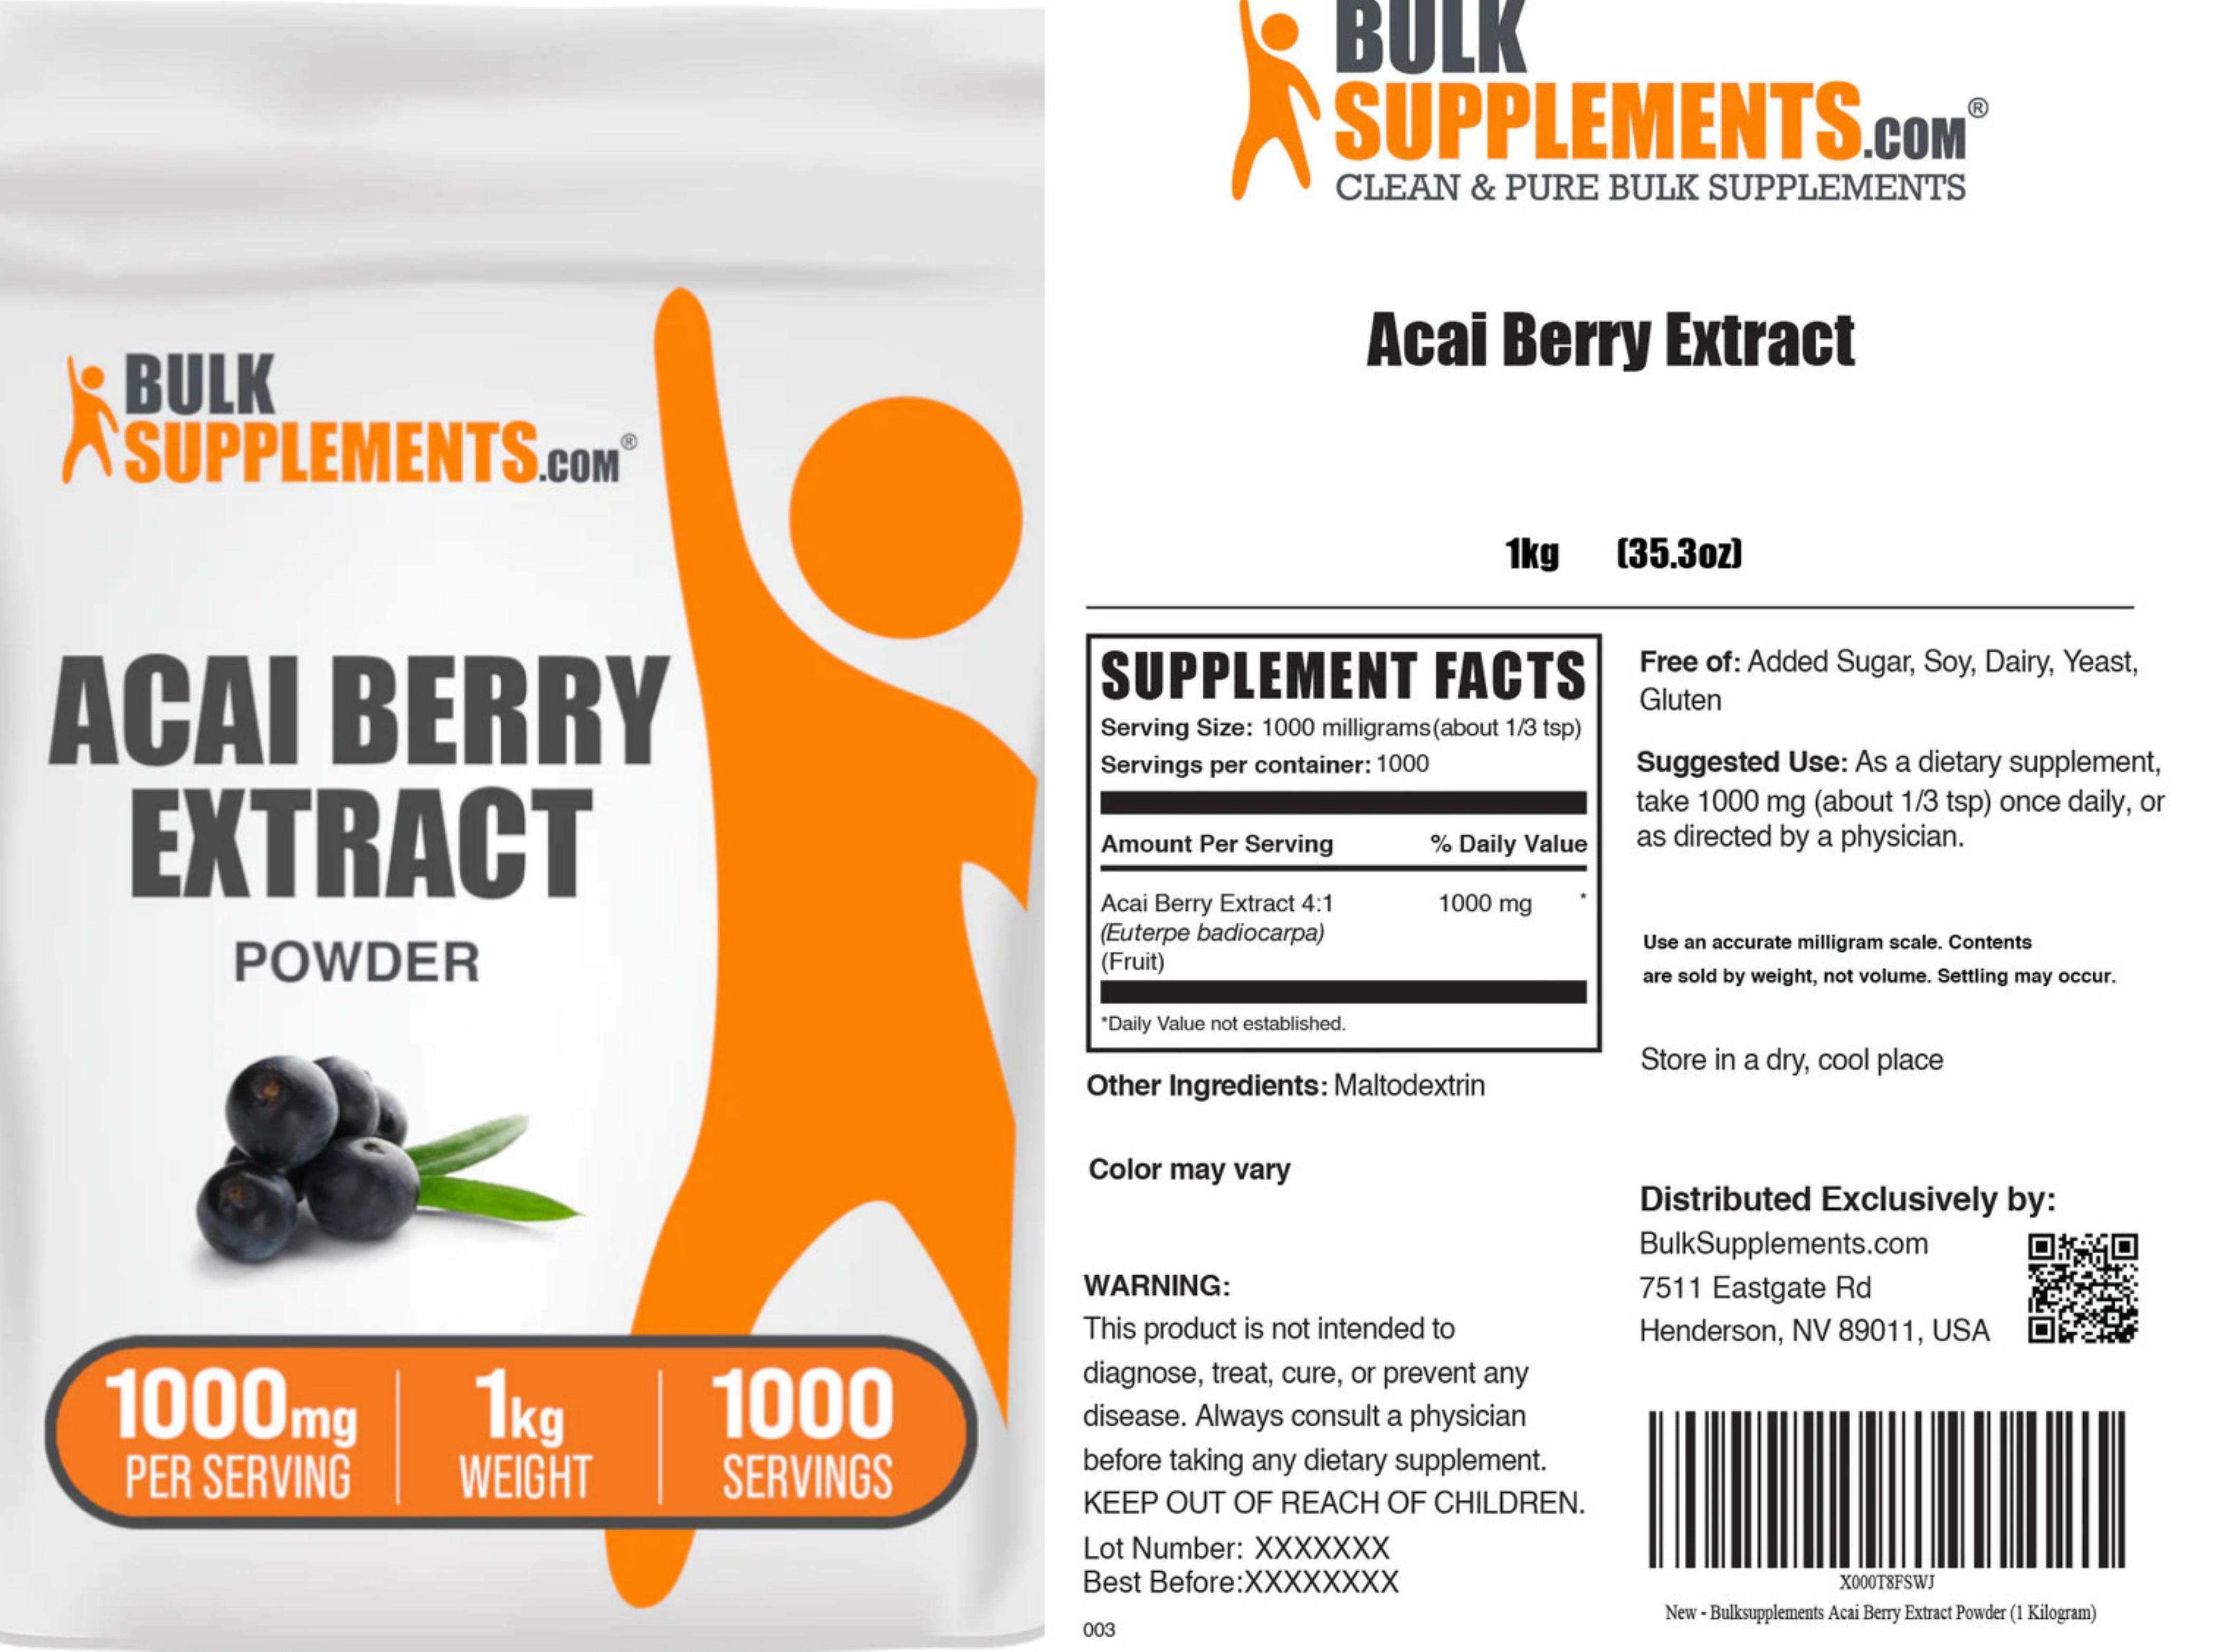 BULK
SUPPLEMENTS.COM®
ACAI BERRY
EXTRACT
POWDER
1000mg
PER SERVING
1kg
WEIGHT
1000
SERVINGS
BULK
SUPPLEMENTS.COM®
CLEAN & PURE BULK SUPPLEMENTS
Acai Berry Extract
1kg (35.3oz)
SUPPLEMENT FACTS
Serving Size: 1000 milligrams(about 1/3 tsp)
Servings per container: 1000
Amount Per Serving % Daily Value
Acai Berry Extract 4:1 1000 mg *
(Euterpe badiocarpa)
(Fruit)
*Daily Value not established.
Other Ingredients: Maltodextrin
Color may vary
WARNING:
This product is not intended to
diagnose, treat, cure, or prevent any
disease. Always consult a physician
before taking any dietary supplement.
KEEP OUT OF REACH OF CHILDREN.
Lot Number: XXXXXXX
Best Before:XXXXXXXX
003
Free of: Added Sugar, Soy, Dairy, Yeast,
Gluten
Suggested Use: As a dietary supplement,
take 1000 mg (about 1/3 tsp) once daily, or
as directed by a physician.
Use an accurate milligram scale. Contents
are sold by weight, not volume. Settling may occur.
Store in a dry, cool place
Distributed Exclusively by:
BulkSupplements.com
7511 Eastgate Rd
Henderson, NV 89011, USA
X000T8FSWJ
New - Bulksupplements Acai Berry Extract Powder (1 Kilogram)